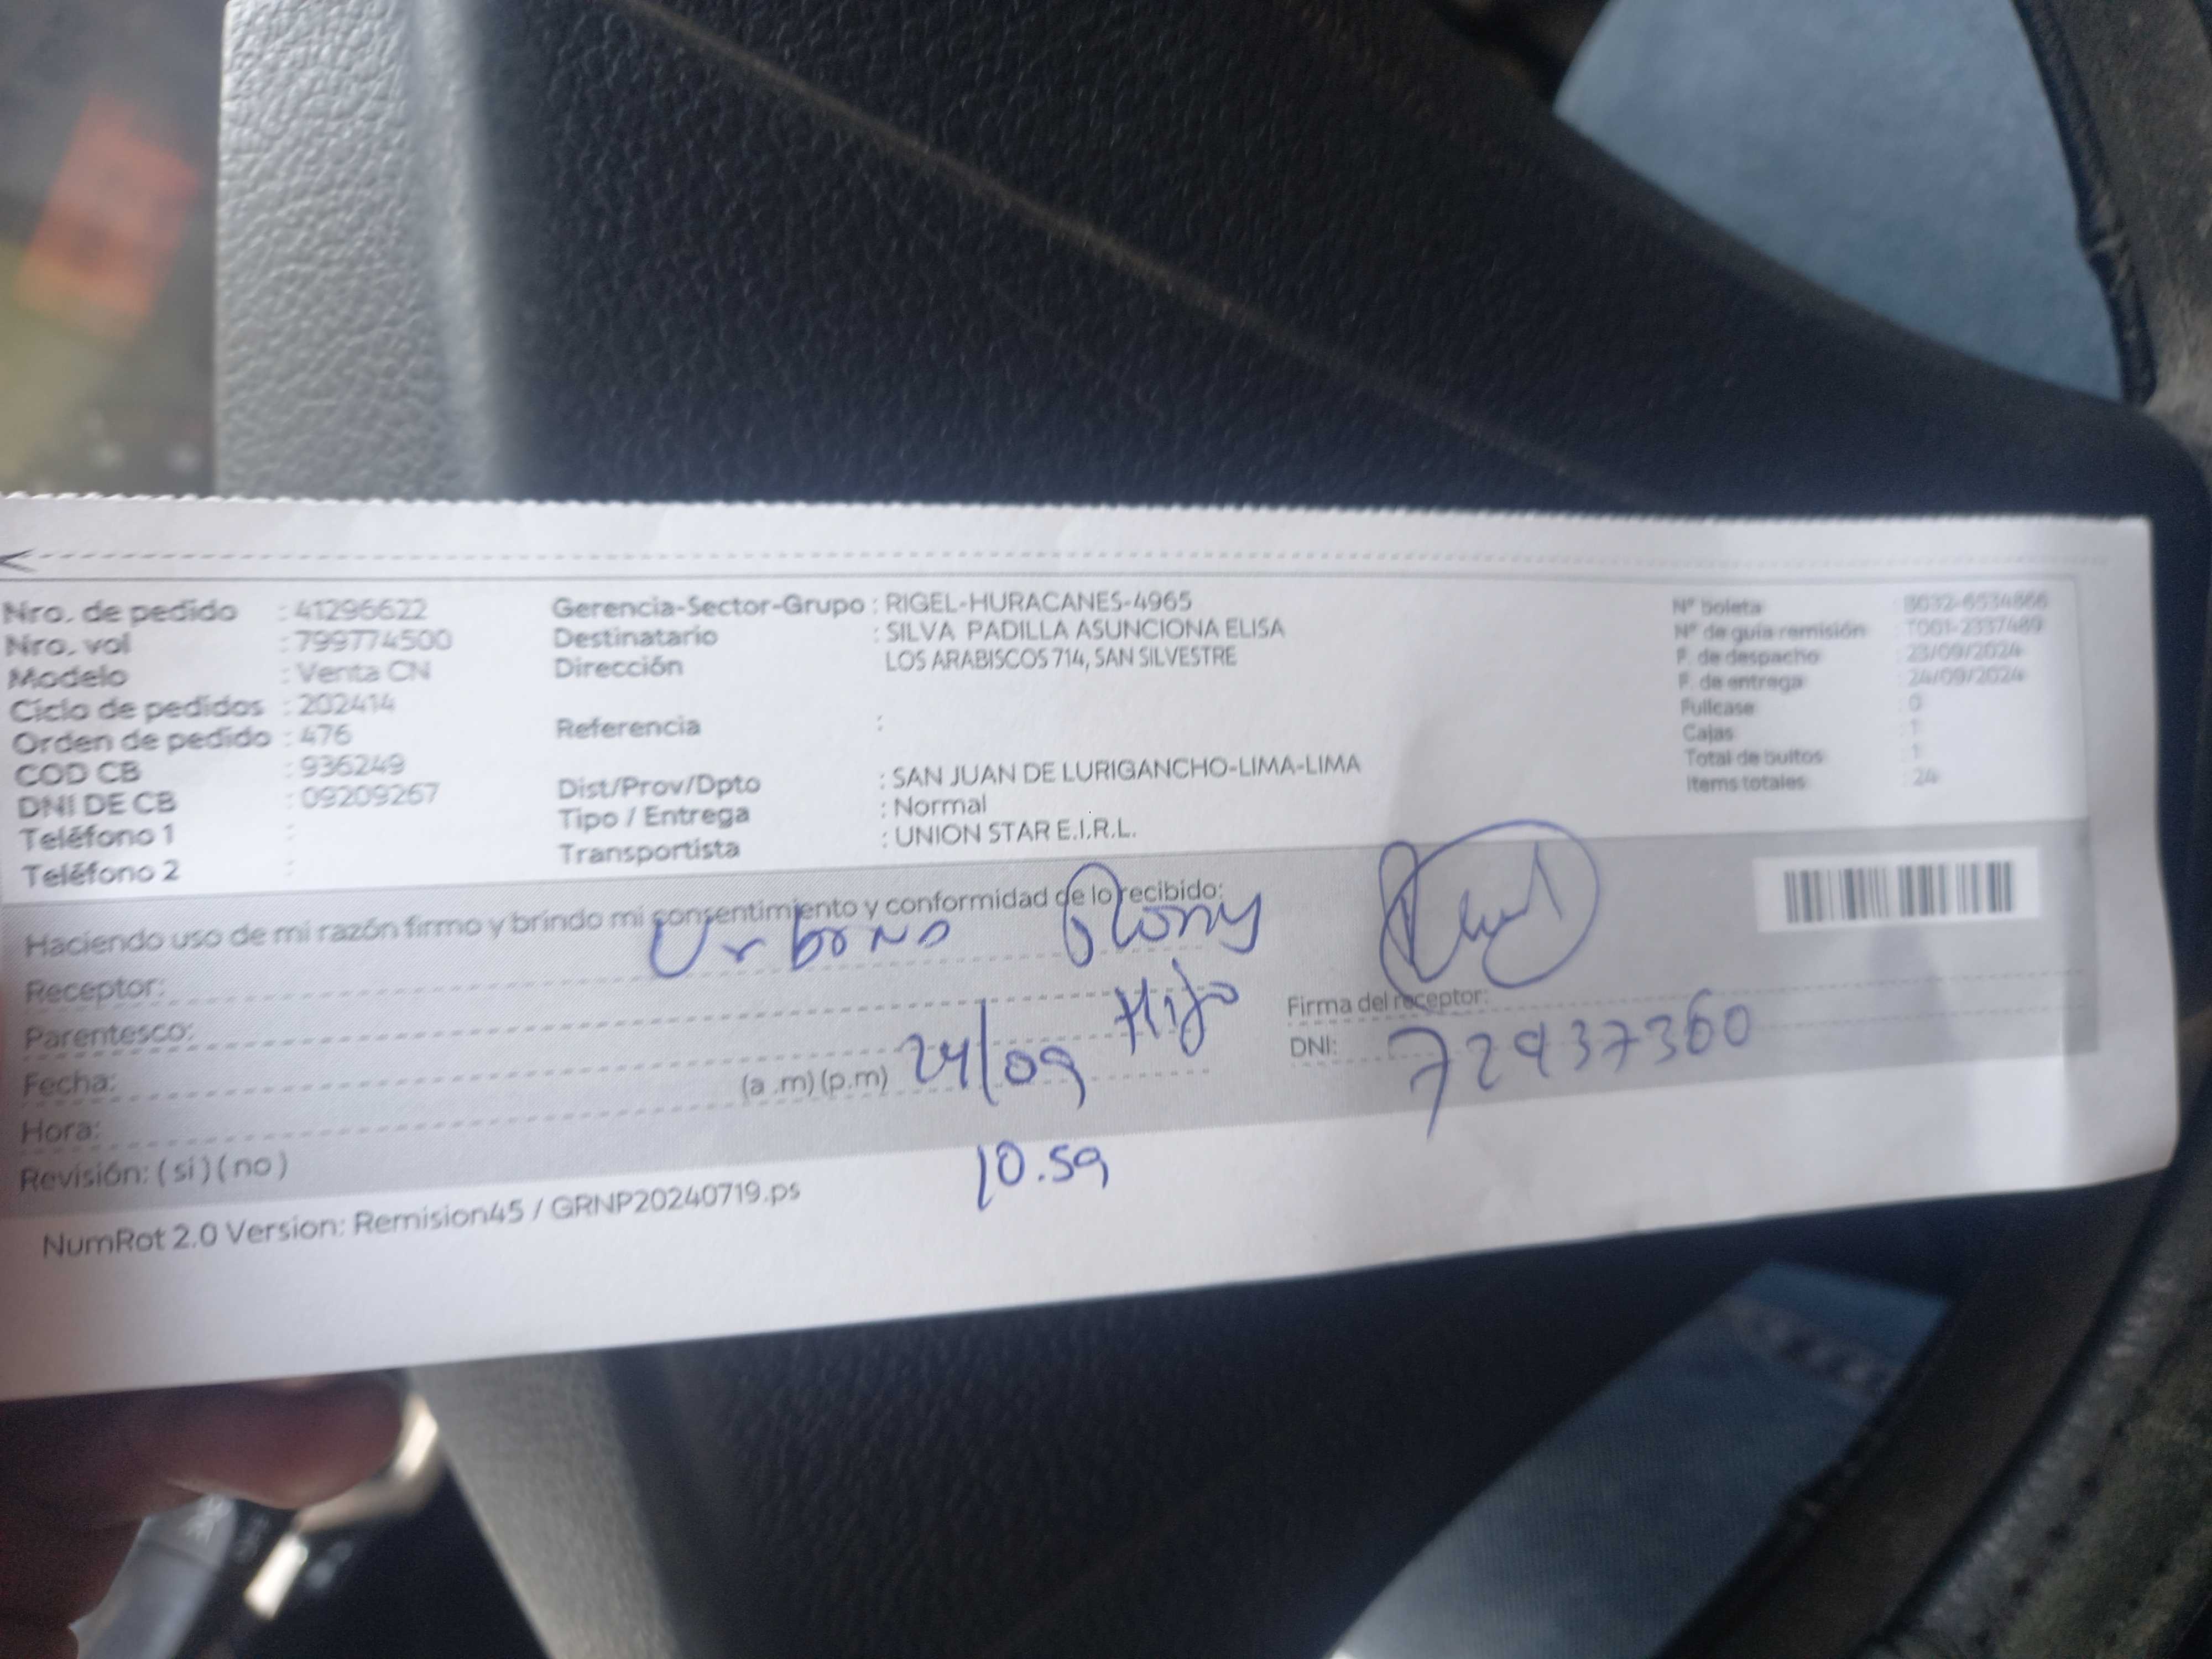 Nro. de pedido : 41296622
Nro. vol : 799774500
Modelo : Venta CN
Ciclo de pedidos : 202414
Orden de pedido : 476
COD CB : 936249
DNI DE CB : 09209267
Teléfono 1 :
Teléfono 2 :
Gerencia-Sector-Grupo : RIGEL-HURACANES-4965
Destinatario : SILVA PADILLA ASUNCIONA ELISA
Dirección LOS ARABISCOS 714, SAN SILVESTRE
Referencia :
Dist/Prov/Dpto : SAN JUAN DE LURIGANCHO-LIMA-LIMA
Tipo / Entrega : Normal
Transportista : UNION STAR E.I.R.L.
N° boleta
N° de guía remisión T001-2337489
F. de despacho 23/09/2024
F. de entrega 24/09/2024
Fullcase 0
Cajas 1
Total de bultos 1
Items totales 24
Haciendo uso de mi razón firmo y brindo mi consentimiento y conformidad de lo recibido:
Receptor: Urbano Rony
Parentesco: Hijo
Fecha: 24/09
(a .m) (p.m)
Hora: 10.59
Revisión: ( si ) ( no )
Firma del receptor:
DNI: 72937360
NumRot 2.0 Version: Remision45 / GRNP20240719.ps